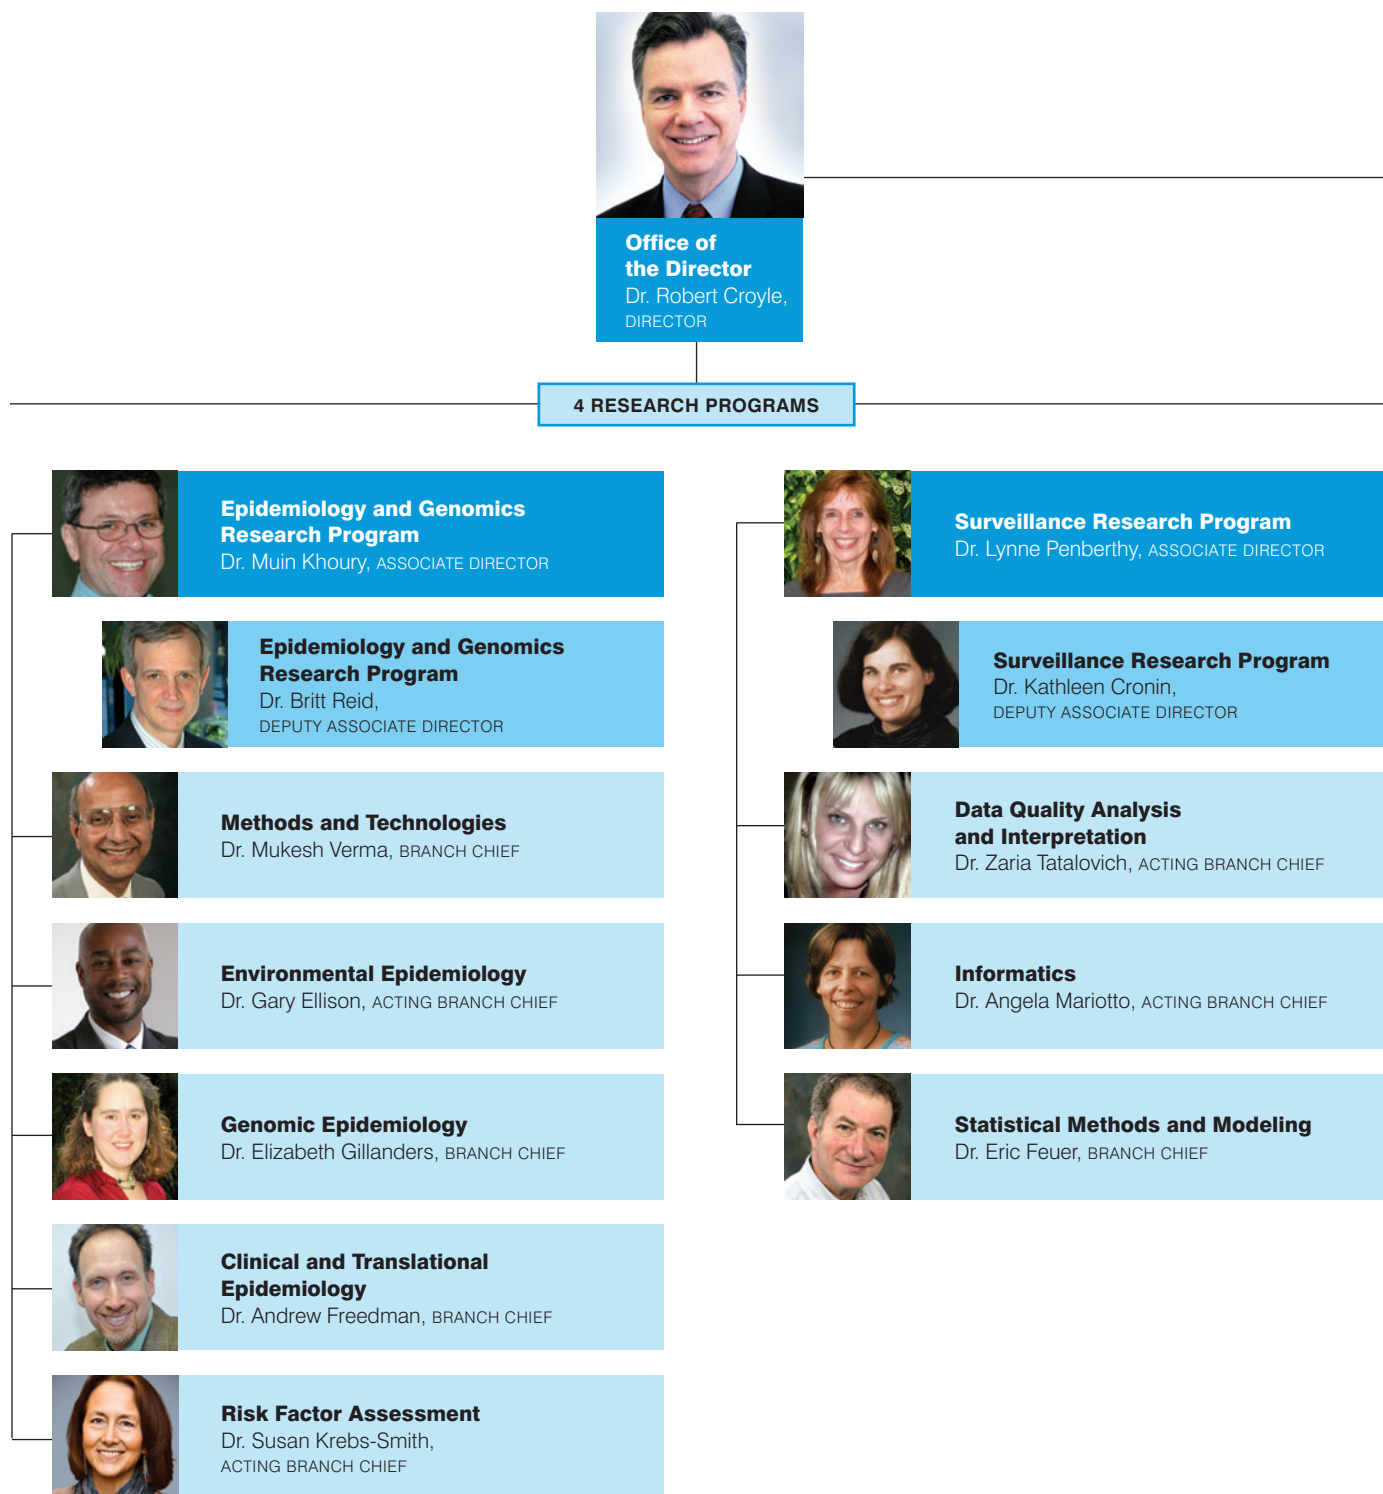 Office of
the Director
Dr. Robert Croyle,
DIRECTOR
4 RESEARCH PROGRAMS
Epidemiology and Genomics
Research Program
Dr. Muin Khoury, ASSOCIATE DIRECTOR
Epidemiology and Genomics
Research Program
Dr. Britt Reid,
DEPUTY ASSOCIATE DIRECTOR
Methods and Technologies
Dr. Mukesh Verma, BRANCH CHIEF
Environmental Epidemiology
Dr. Gary Ellison, ACTING BRANCH CHIEF
Genomic Epidemiology
Dr. Elizabeth Gillanders, BRANCH CHIEF
Clinical and Translational
Epidemiology
Dr. Andrew Freedman, BRANCH CHIEF
Risk Factor Assessment
Dr. Susan Krebs-Smith,
ACTING BRANCH CHIEF
Surveillance Research Program
Dr. Lynne Penberthy, ASSOCIATE DIRECTOR
Surveillance Research Program
Dr. Kathleen Cronin,
DEPUTY ASSOCIATE DIRECTOR
Data Quality Analysis
and Interpretation
Dr. Zaria Tatalovich, ACTING BRANCH CHIEF
Informatics
Dr. Angela Mariotto, ACTING BRANCH CHIEF
Statistical Methods and Modeling
Dr. Eric Feuer, BRANCH CHIEF